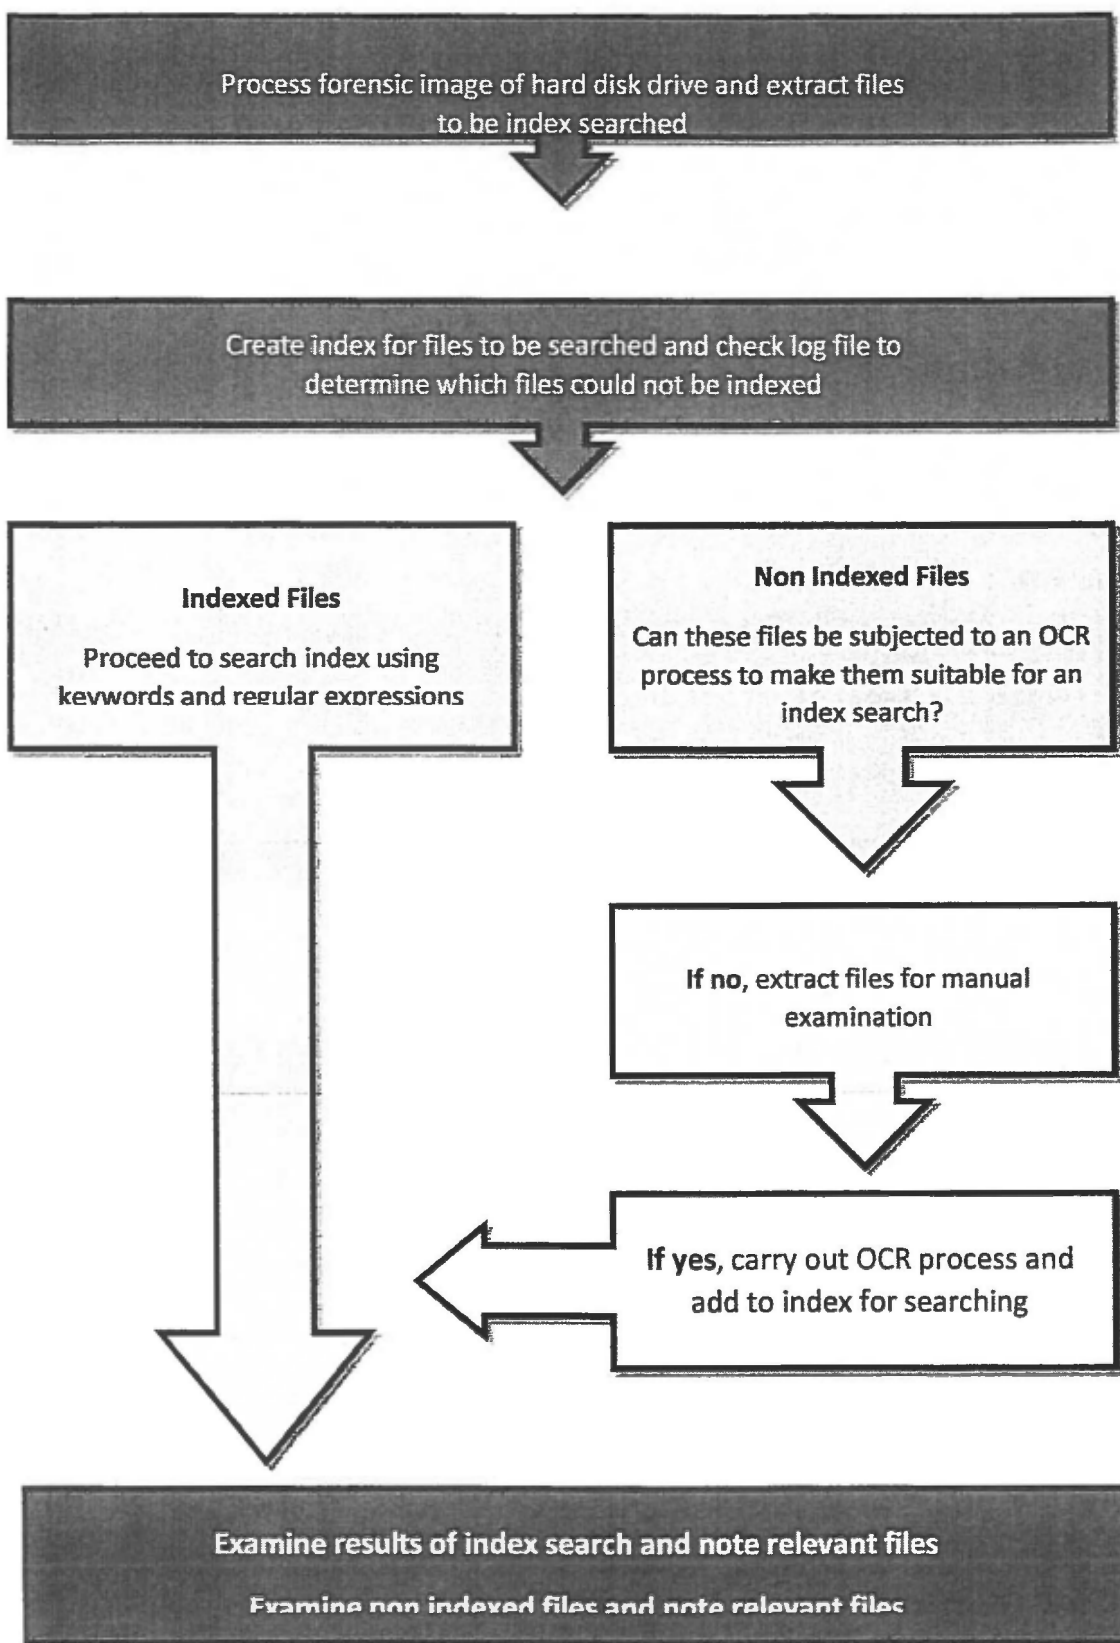 Process forensic image of hard disk drive and extract files
to be index searched
Create index for files to be searched and check log file to
determine which files could not be indexed
Indexed Files
Proceed to search index using
keywords and regular expressions
Non Indexed Files
Can these files be subjected to an OCR
process to make them suitable for an
index search?
If no, extract files for manual
examination
If yes, carry out OCR process and
add to index for searching
Examine results of index search and note relevant files
Examine non indexed files and note relevant files